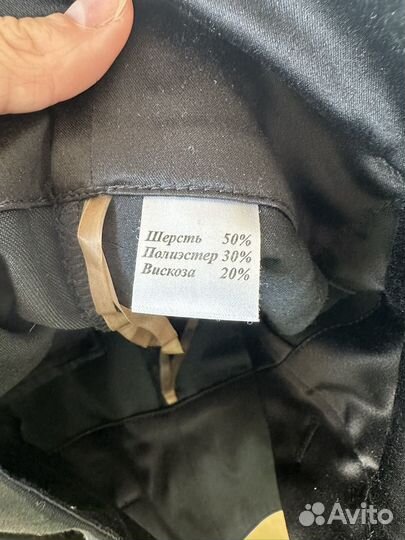 Шерсть 50%
Полиэстер 30%
Вискоза 20%
Avito